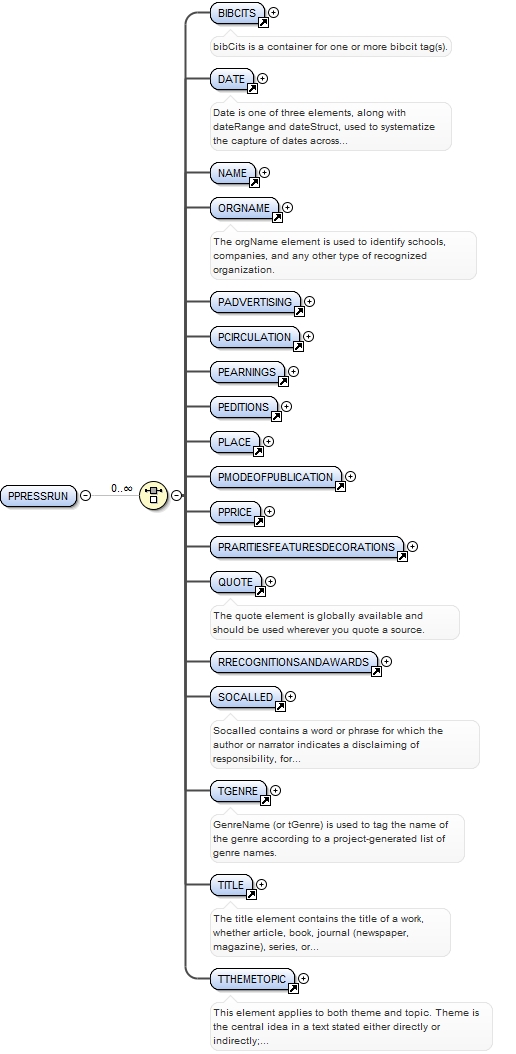 BIBCITS
bibCits is a container for one or more bibcit tag(s).
DATE
Date is one of three elements, along with
dateRange and dateStruct, used to systematize
the capture of dates across...
NAME
ORGNAME
The orgName element is used to identify schools,
companies, and any other type of recognized
organization.
PADVERTISING
PCIRCULATION
PEARNINGS
PEDITIONS
PLACE
PMODEOFPUBLICATION
PPRESSRUN
0..∞
PPRICE
PRARITIESFEATURESDECORATIONS
QUOTE
The quote element is globally available and
should be used wherever you quote a source.
RRECOGNITIONSANDAWARDS
SOCALLED
Socalled contains a word or phrase for which the
author or narrator indicates a disclaiming of
responsibility, for...
TGENRE
GenreName (or tGenre) is used to tag the name of
the genre according to a project-generated list of
genre names.
TITLE
The title element contains the title of a work,
whether article, book, journal (newspaper,
magazine), series, or...
TTHEMETOPIC
This element applies to both theme and topic. Theme is
the central idea in a text stated either directly or
indirectly;...